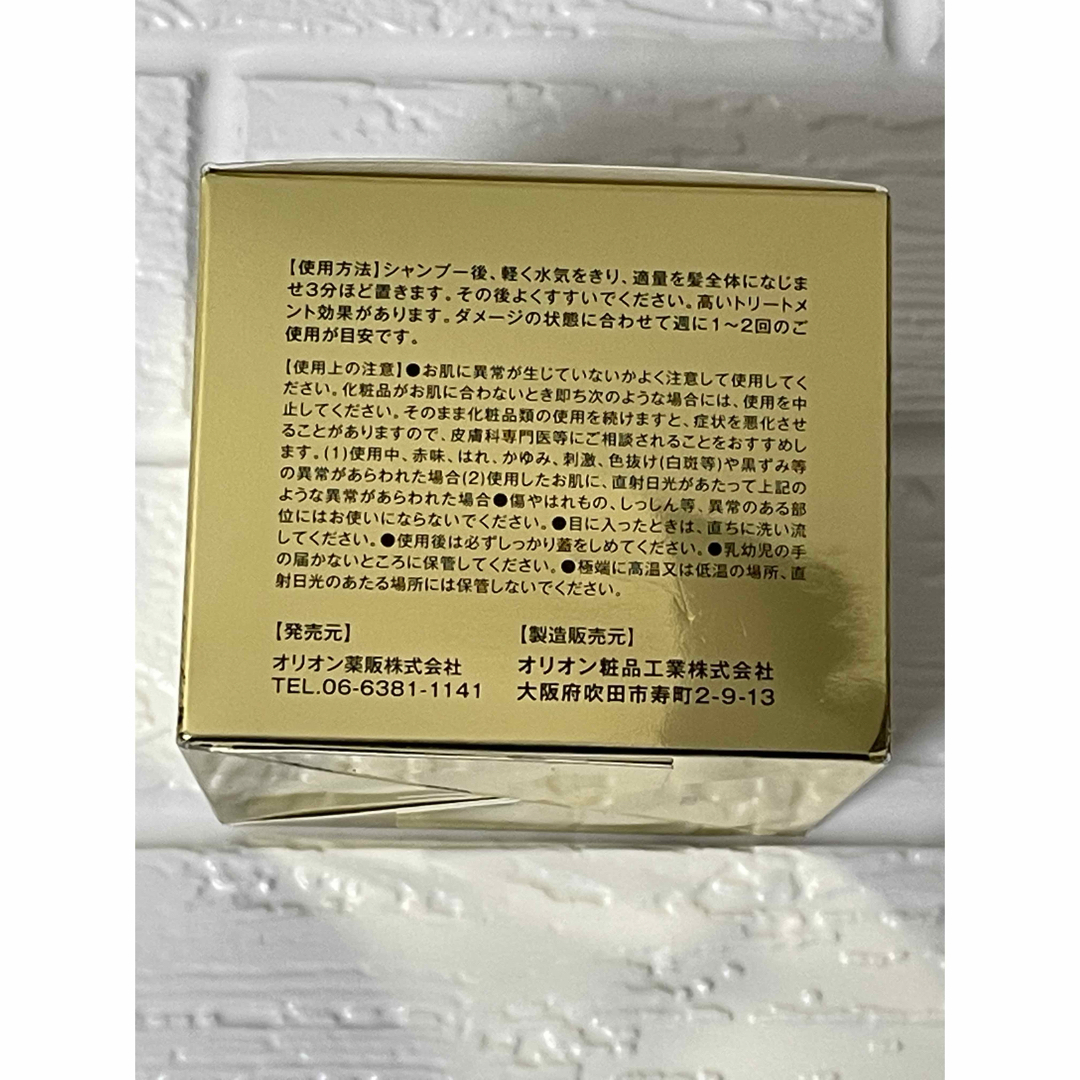 【使用方法】シャンプー後、軽く水気をきり、適量を髪全体になじま
せ3分ほど置きます。その後よくすすいでください。高いトリートメ
ント効果があります。ダメージの状態に合わせて週に1〜2回のご
使用が目安です。
【使用上の注意】●お肌に異常が生じていないかよく注意して使用してく
ださい。化粧品がお肌に合わないとき即ち次のような場合には、使用を中
止してください。そのまま化粧品類の使用を続けますと、症状を悪化させ
ることがありますので、皮膚科専門医等にご相談されることをおすすめし
ます。(1)使用中、赤味、はれ、かゆみ、刺激、色抜け(白斑等)や黒ずみ等
の異常があらわれた場合(2)使用したお肌に、直射日光があたって上記の
ような異常があらわれた場合●傷やはれもの、しっしん等、異常のある部
位にはお使いにならないでください。●目に入ったときは、直ちに洗い流
してください。●使用後は必ずしっかり蓋をしめてください。●乳幼児の手
の届かないところに保管してください。●極端に高温又は低温の場所、直
射日光のあたる場所には保管しないでください。
【発売元】
オリオン薬販株式会社
TEL.06-6381-1141
【製造販売元】
オリオン粧品工業株式会社
大阪府吹田市寿町2-9-13